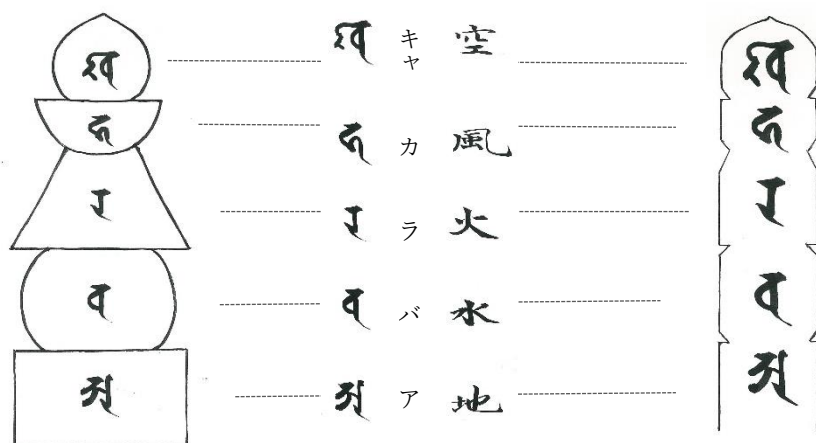 𑖏 𑖏 キャ 空 𑖏
𑖮 𑖮 カ 風 𑖮
𑖨 𑖨 ラ 火 𑖨
𑖪 𑖪 バ 水 𑖪
𑖀 𑖀 ア 地 𑖀